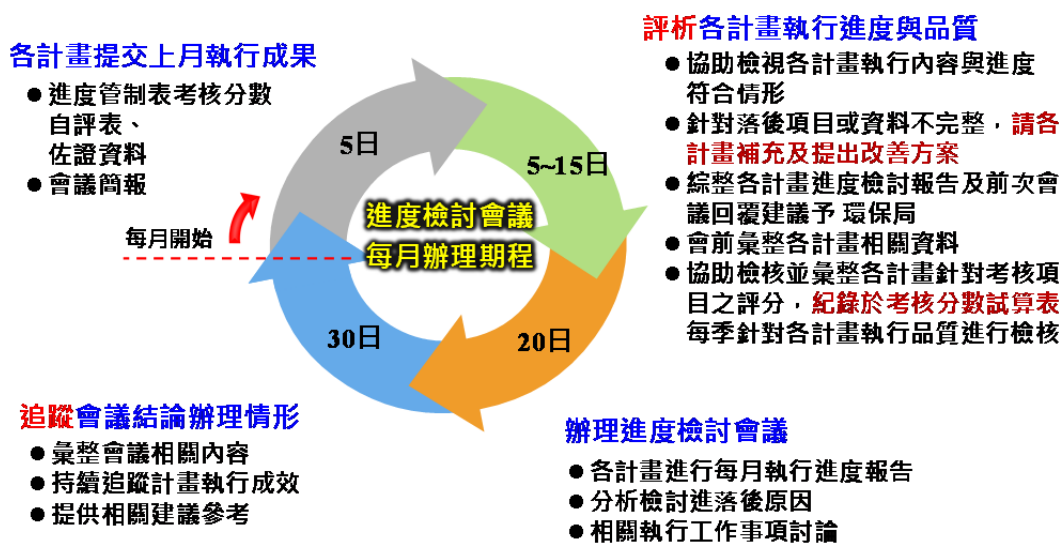 各計畫提交上月執行成果
●進度管制表考核分數
自評表、
佐證資料
●會議簡報
每月開始
5日
5~15日
20日
30日
進度檢討會議
每月辦理期程
評析各計畫執行進度與品質
●協助檢視各計畫執行內容與進度
符合情形
●針對落後項目或資料不完整，請各
計畫補充及提出改善方案
●綜整各計畫進度檢討報告及前次會
議回覆建議予 環保局
●會前彙整各計畫相關資料
●協助檢核並彙整各計畫針對考核項
目之評分，紀錄於考核分數試算表
每季針對各計畫執行品質進行檢核
辦理進度檢討會議
●各計畫進行每月執行進度報告
●分析檢討進落後原因
●相關執行工作事項討論
追蹤會議結論辦理情形
●彙整會議相關內容
●持續追蹤計畫執行成效
●提供相關建議參考